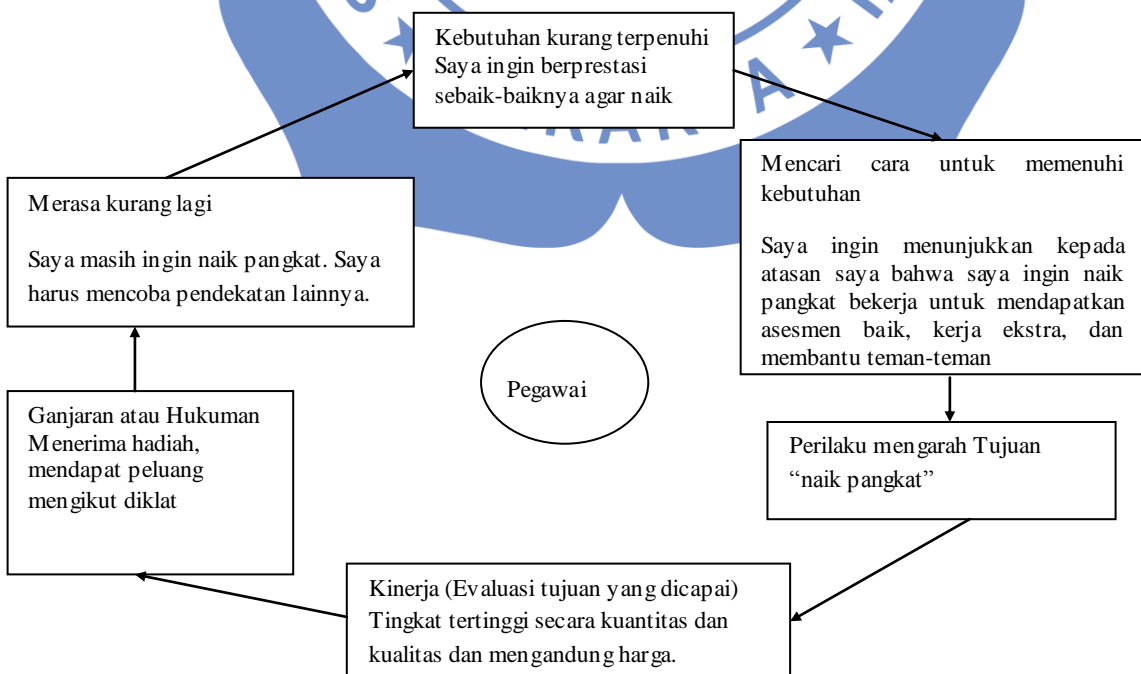 Kebutuhan kurang terpenuhi
Saya ingin berprestasi
sebaik-baiknya agar naik
Mencari cara untuk memenuhi
kebutuhan
Saya ingin menunjukkan kepada
atasan saya bahwa saya ingin naik
pangkat bekerja untuk mendapatkan
asesmen baik, kerja ekstra, dan
membantu teman-teman
Merasa kurang lagi
Saya masih ingin naik pangkat. Saya
harus mencoba pendekatan lainnya.
Pegawai
Ganjaran atau Hukuman
Menerima hadiah,
mendapat peluang
mengikut diklat
Perilaku mengarah Tujuan
“naik pangkat”
Kinerja (Evaluasi tujuan yang dicapai)
Tingkat tertinggi secara kuantitas dan
kualitas dan mengandung harga.